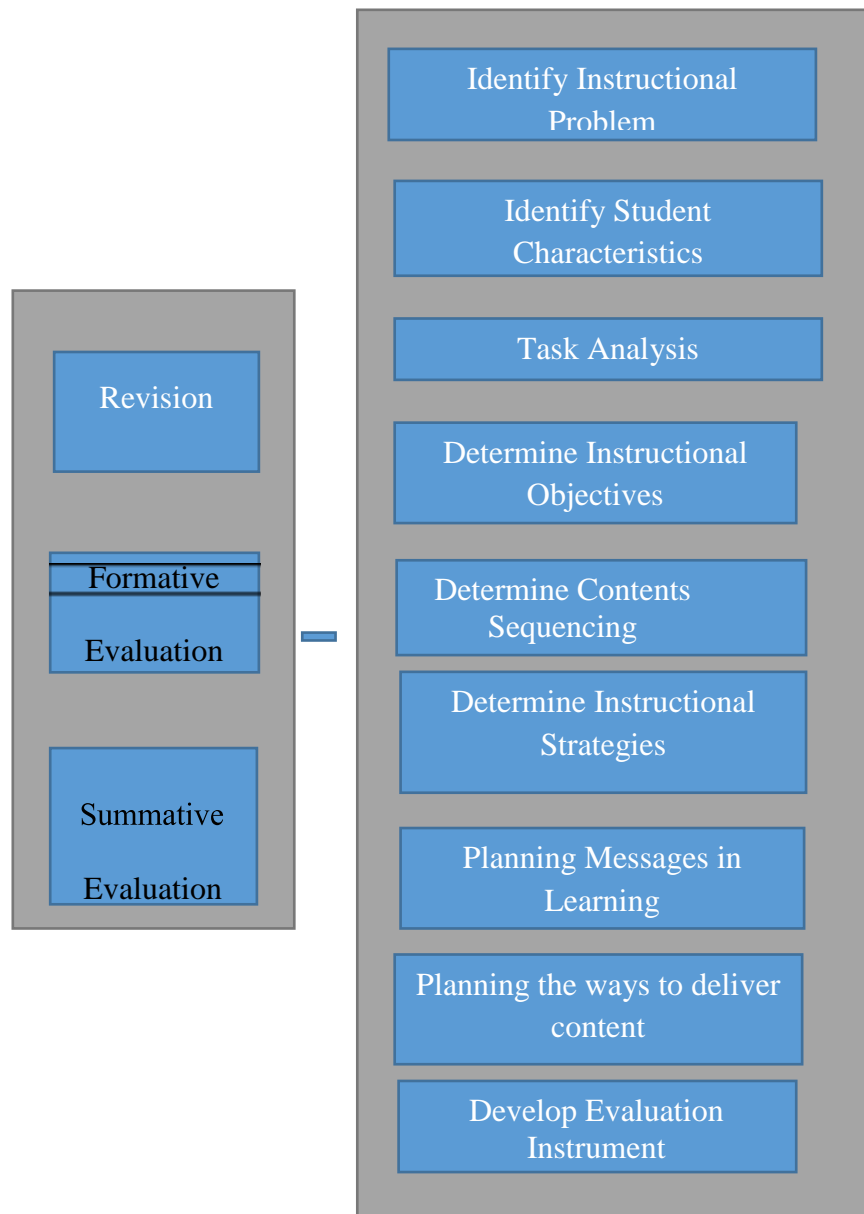 Identify Instructional
Problem
Identify Student
Characteristics
Task Analysis
Determine Instructional
Objectives
Determine Contents
Sequencing
Determine Instructional
Strategies
Planning Messages in
Learning
Planning the ways to deliver
content
Develop Evaluation
Instrument
Revision
Formative
Evaluation
Summative
Evaluation